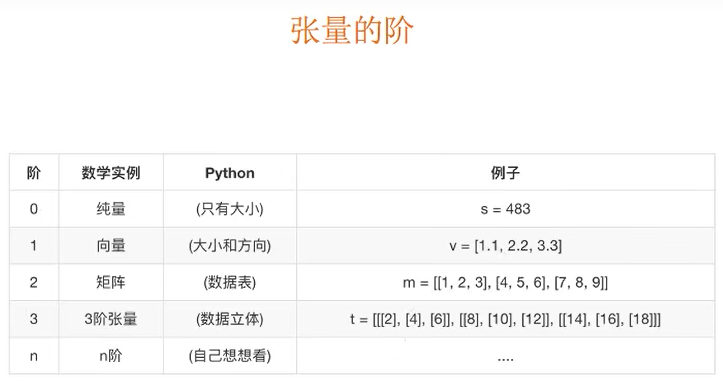 张量的阶
阶 数学实例 Python 例子
0 纯量 (只有大小) s = 483
1 向量 (大小和方向) v = [1.1, 2.2, 3.3]
2 矩阵 (数据表) m = [[1, 2, 3], [4, 5, 6], [7, 8, 9]]
3 3阶张量 (数据立体) t = [[[2], [4], [6]], [[8], [10], [12]], [[14], [16], [18]]]
n n阶 (自己想想看) ....